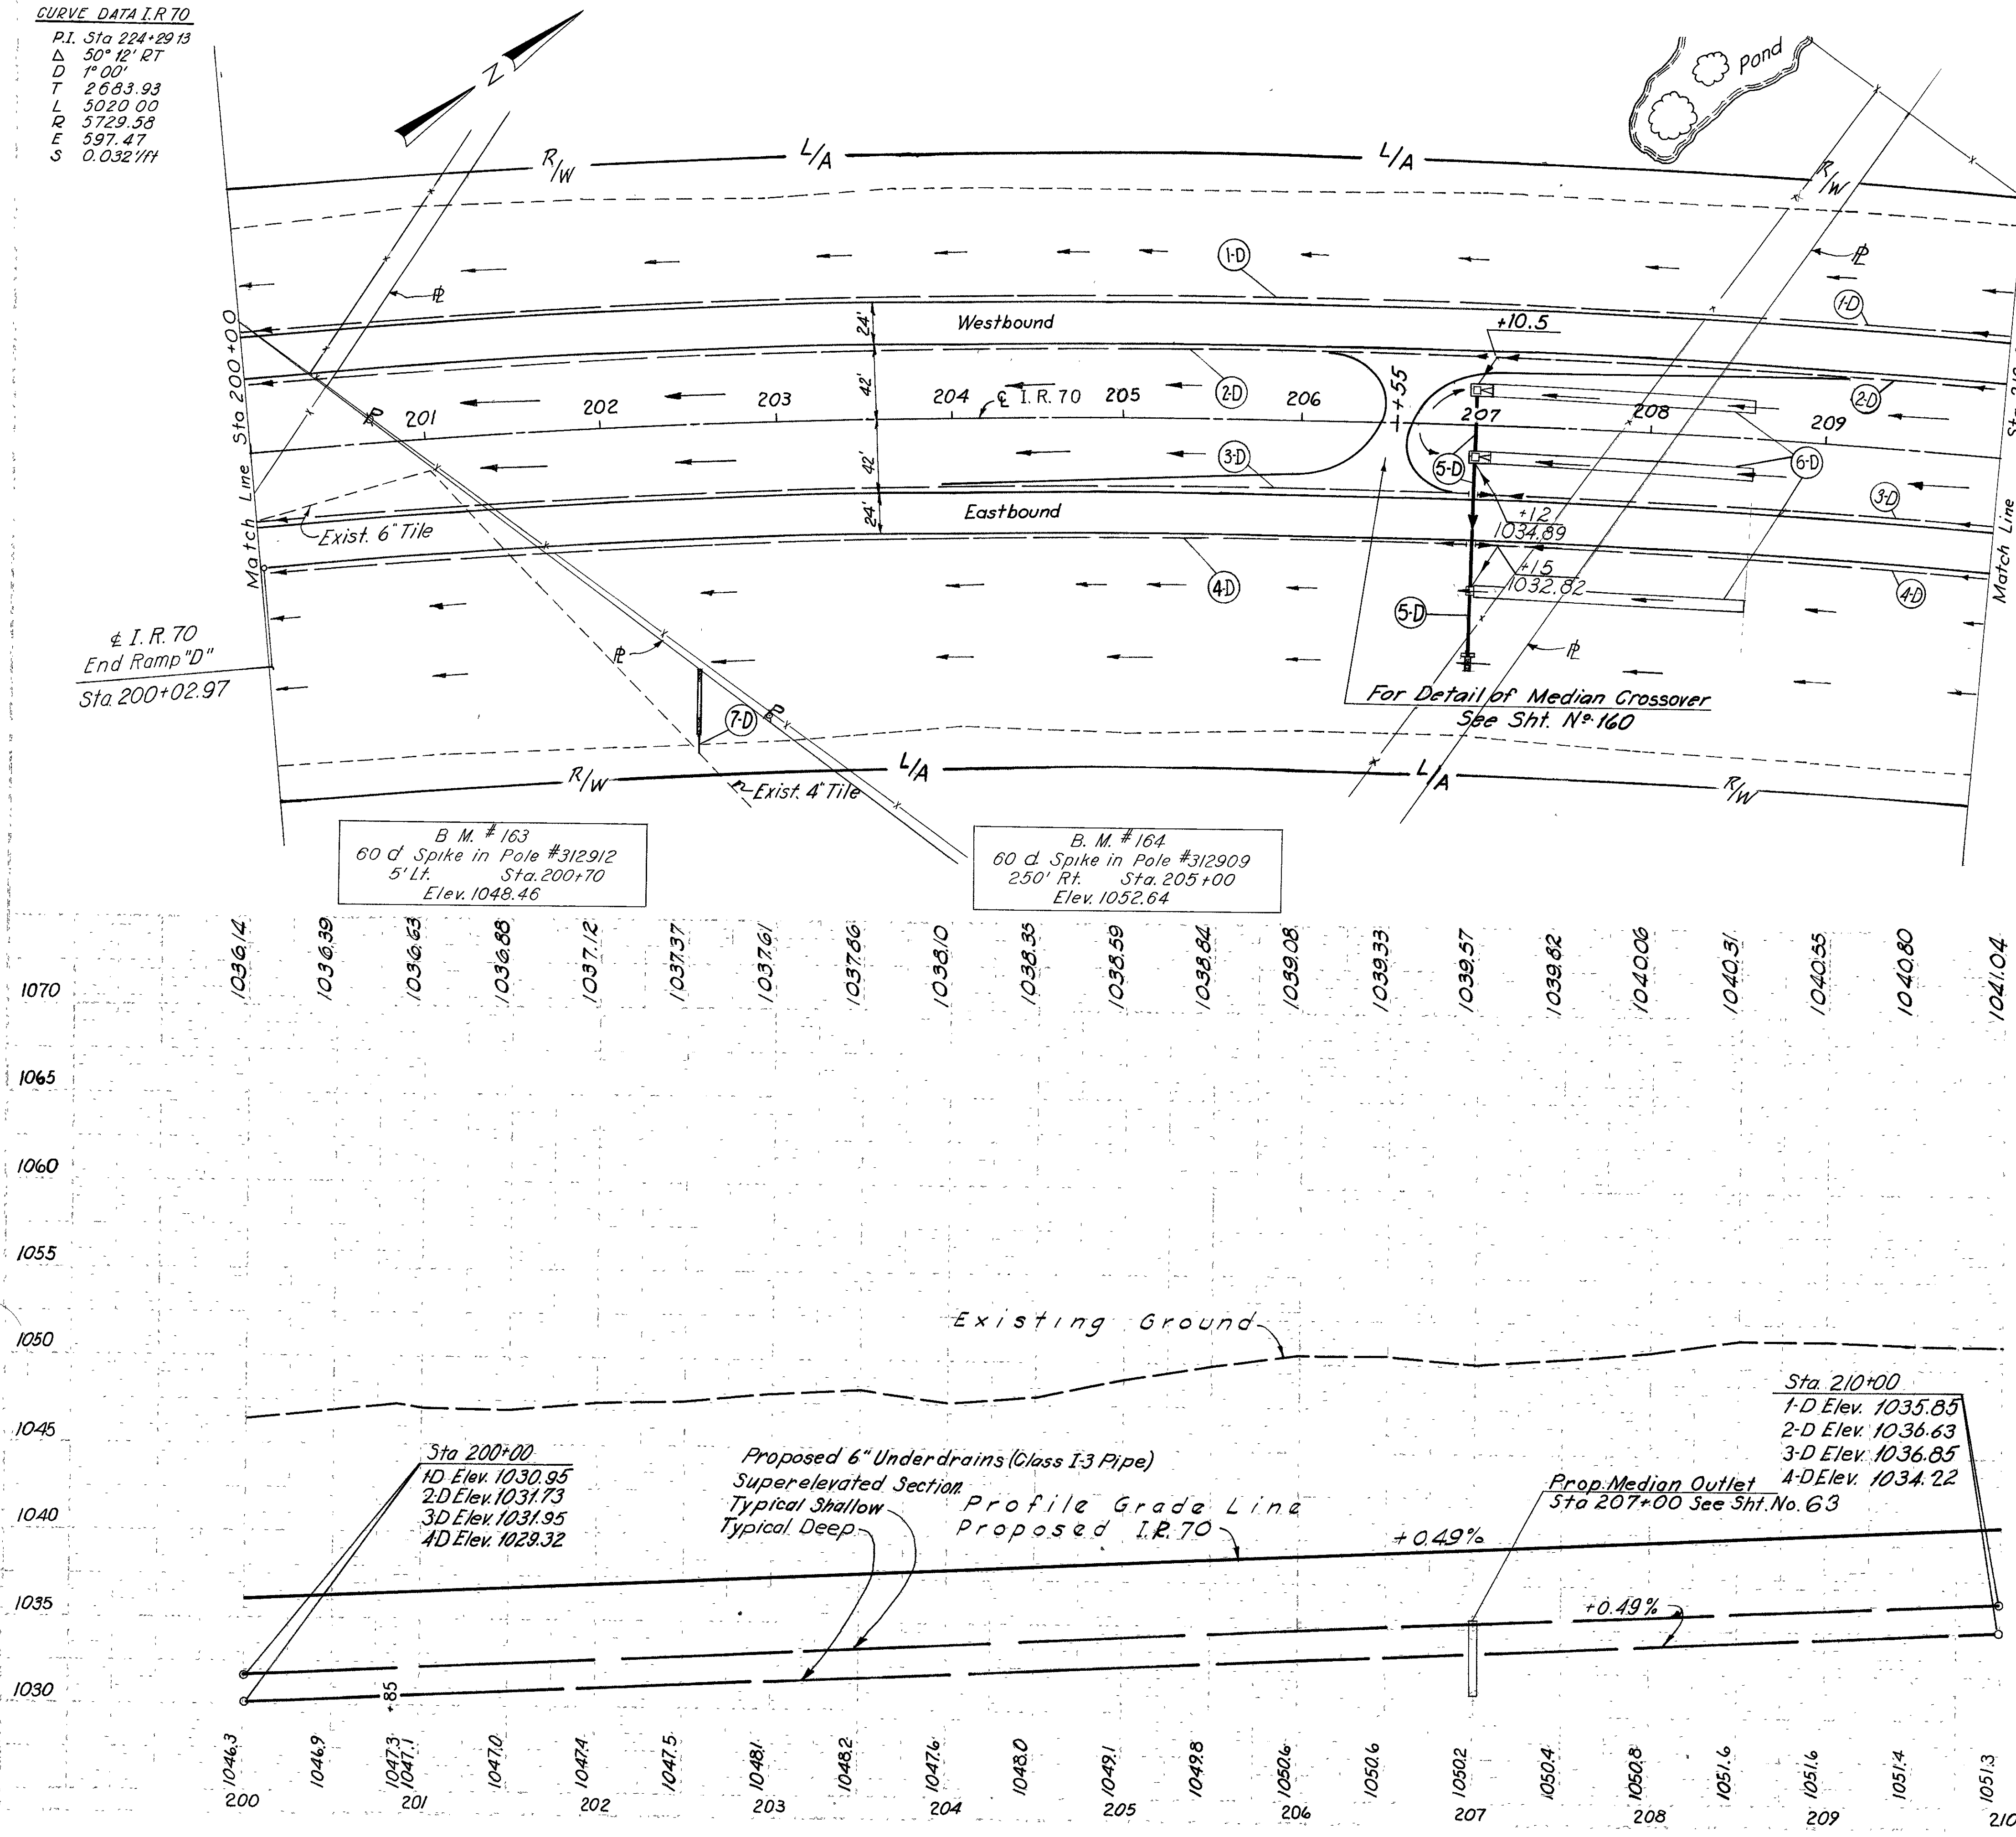 CURVE DATA I.R 70
P.I. Sta 224+29 13
Δ 50° 12' RT
D 1° 00'
T 2683.93
L 5020 00
R 5729.58
E 597.47
S 0.032'/ft
N
Pond
R/W
L/A
L/A
R/W
1-D
P̶L
P̶L
1-D
24'
Westbound
+10.5
Match Line Sta 200+00
42'
2-D
+55
2-D
201
202
203
204
℄ I.R. 70
205
206
207
208
209
P
42'
3-D
5-D
6-D
3-D
Exist. 6" Tile
24'
Eastbound
+12
1034.89
+15
1032.82
4-D
4-D
5-D
Match Line
℄ I.R. 70
End Ramp "D"
Sta. 200+02.97
PL
PL
7-D
P
For Detail of Median Crossover
See Sht. No. 160
R/W
L/A
L/A
R/W
Exist. 4" Tile
B M. # 163
60 d Spike in Pole #312912
5' Lt. Sta. 200+70
Elev. 1048.46
B. M. # 164
60 d. Spike in Pole #312909
250' Rt. Sta. 205+00
Elev. 1052.64
1036.14 1036.39 1036.63 1036.88 1037.12 1037.37 1037.61 1037.86 1038.10 1038.35 1038.59 1038.84 1039.08 1039.33 1039.57 1039.82 1040.06 1040.31 1040.55 1040.80 1041.04
1070
1065
1060
1055
1050
Existing Ground
1045
Sta. 210+00
1-D Elev. 1035.85
2-D Elev. 1036.63
3-D Elev. 1036.85
4-D Elev. 1034.22
Sta 200+00
1-D Elev. 1030.95
2-D Elev. 1031.73
3-D Elev. 1031.95
4-D Elev. 1029.32
Proposed 6" Underdrains (Class I-3 Pipe)
Superelevated Section
Typical Shallow
Typical Deep
Profile Grade Line
Proposed I.R. 70
Prop. Median Outlet
Sta 207+00 See Sht. No. 63
1040
+0.49%
1035
+0.49%
1030
+85
1046.3 1046.9 1047.3 1047.1 1047.0 1047.4 1047.5 1048.1 1048.2 1047.6 1048.0 1049.1 1049.8 1050.6 1050.6 1050.2 1050.4 1050.8 1051.6 1051.6 1051.4 1051.3
200 201 202 203 204 205 206 207 208 209 210